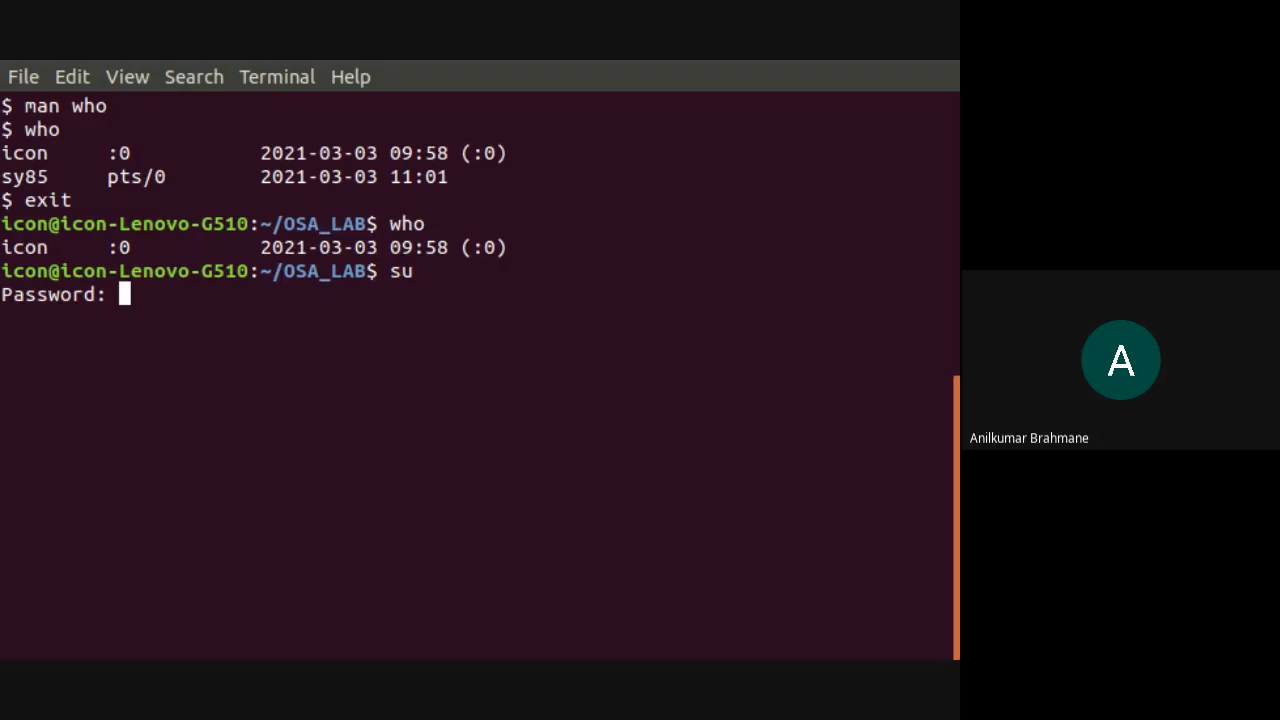 File Edit View Search Terminal Help
$ man who
$ who
icon     :0           2021-03-03 09:58 (:0)
sy85     pts/0        2021-03-03 11:01
$ exit
icon@icon-Lenovo-G510:~/OSA_LAB$ who
icon     :0           2021-03-03 09:58 (:0)
icon@icon-Lenovo-G510:~/OSA_LAB$ su
Password:
A
Anilkumar Brahmane